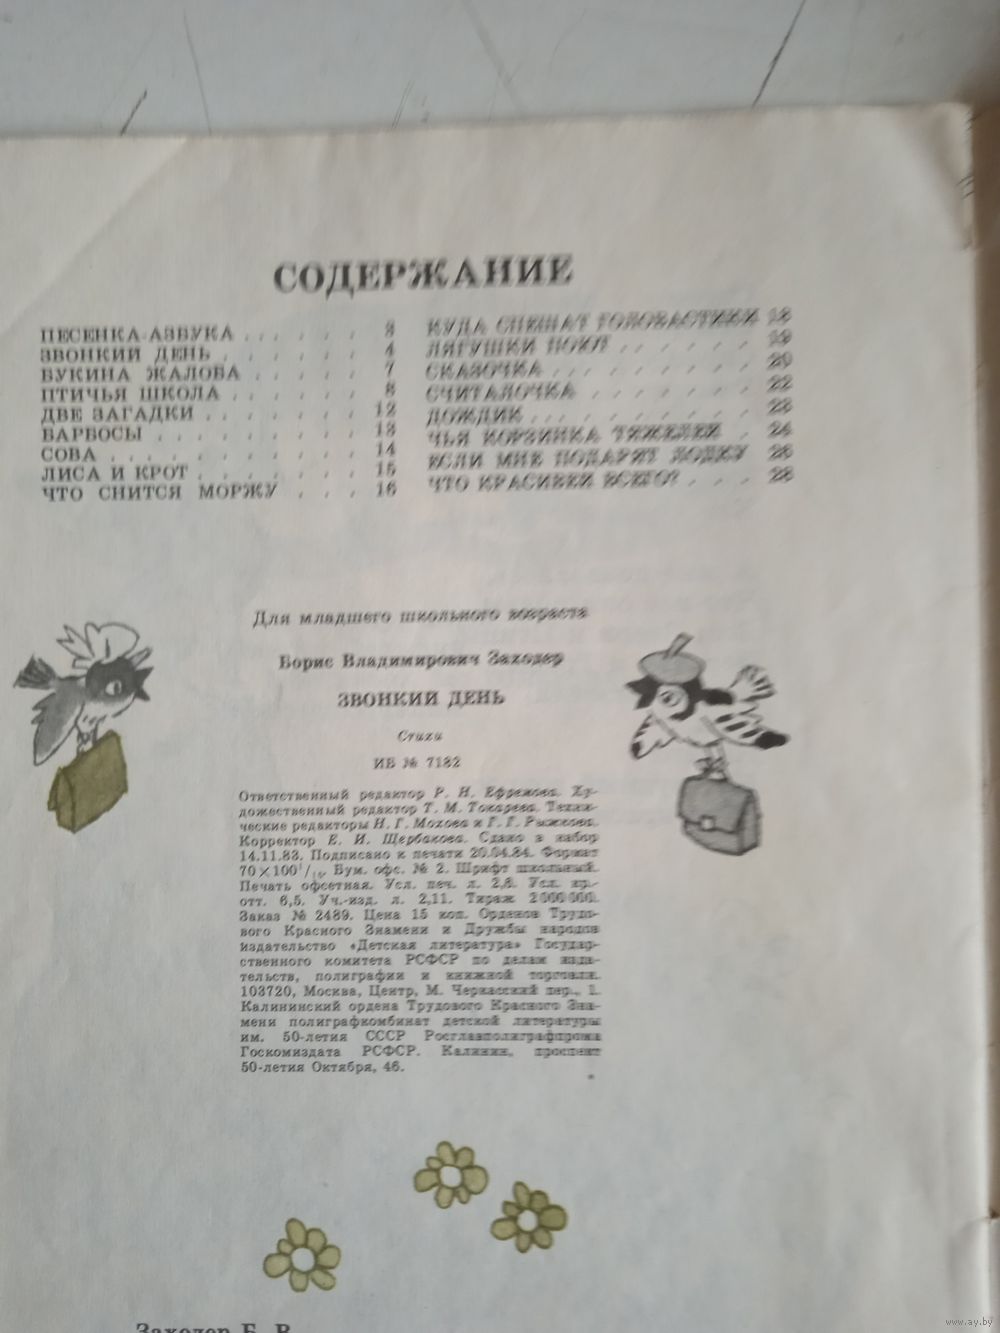 СОДЕРЖАНИЕ
ПЕСЕНКА-АЗБУКА . . . . . . 3
ЗВОНКИЙ ДЕНЬ . . . . . . . 4
БУКИНА ЖАЛОБА . . . . . . 7
ПТИЧЬЯ ШКОЛА . . . . . . . 8
ДВЕ ЗАГАДКИ . . . . . . . . 12
БАРБОСЫ . . . . . . . . . . 13
СОВА . . . . . . . . . . . . 14
ЛИСА И КРОТ . . . . . . . . 15
ЧТО СНИТСЯ МОРЖУ . . . 16
КУДА СПЕШАТ ГОЛОВАСТИКИ 18
ЛЯГУШКИ ПОЮТ . . . . . . 19
СКАЗОЧКА . . . . . . . . . 20
СЧИТАЛОЧКА . . . . . . . 22
ДОЖДИК . . . . . . . . . . 23
ЧЬЯ КОРЗИНКА ТЯЖЕЛЕЙ . 24
ЕСЛИ МНЕ ПОДАРЯТ ЛОДКУ 26
ЧТО КРАСИВЕЙ ВСЕГО? . . . 28
Для младшего школьного возраста
Борис Владимирович Заходер
ЗВОНКИЙ ДЕНЬ
Стихи
ИБ № 7182
Ответственный редактор Р. Н. Ефремова. Ху-
дожественный редактор Т. М. Токарева. Техни-
ческие редакторы Н. Г. Мохова и Г. Г. Рыжкова.
Корректор Е. И. Щербакова. Сдано в набор
14.11.83. Подписано к печати 20.04.84. Формат
70×100¹/₁₆. Бум. офс. № 2. Шрифт школьный.
Печать офсетная. Усл. печ. л. 2,6. Усл. кр.-
отт. 6,5. Уч.-изд. л. 2,11. Тираж 2 000 000.
Заказ № 2489. Цена 15 коп. Орденов Трудо-
вого Красного Знамени и Дружбы народов
издательство «Детская литература» Государ-
ственного комитета РСФСР по делам изда-
тельств, полиграфии и книжной торговли.
103720, Москва, Центр, М. Черкасский пер., 1.
Калининский ордена Трудового Красного Зна-
мени полиграфкомбинат детской литературы
им. 50-летия СССР Росглавполиграфпрома
Госкомиздата РСФСР. Калинин, проспект
50-летия Октября, 46.
Заходер Б. В.
www.ay.by